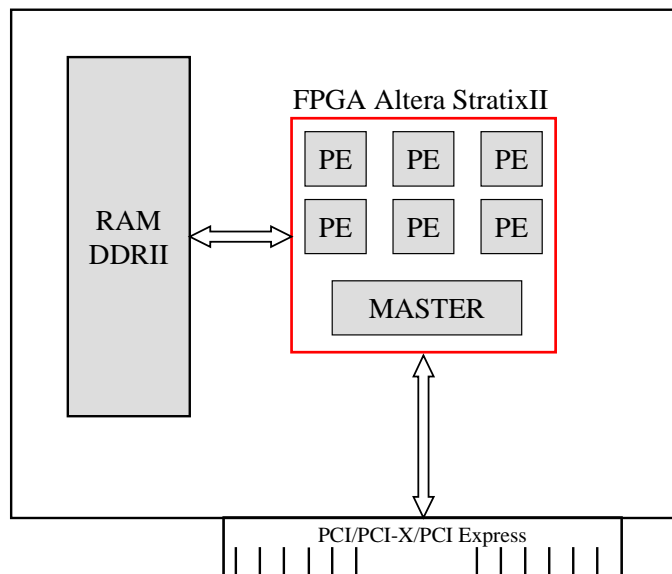 FPGA Altera StratixII
PE PE PE
PE PE PE
RAM
DDRII
MASTER
PCI/PCI-X/PCI Express